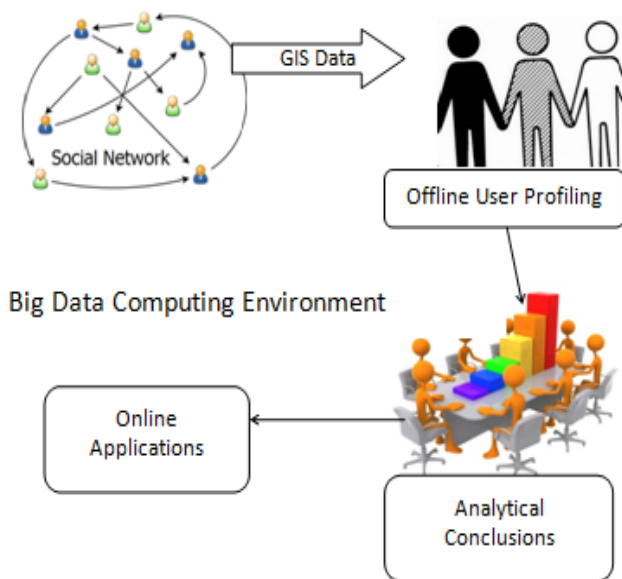 GIS Data
Social Network
Offline User Profiling
Big Data Computing Environment
Online
Applications
Analytical
Conclusions